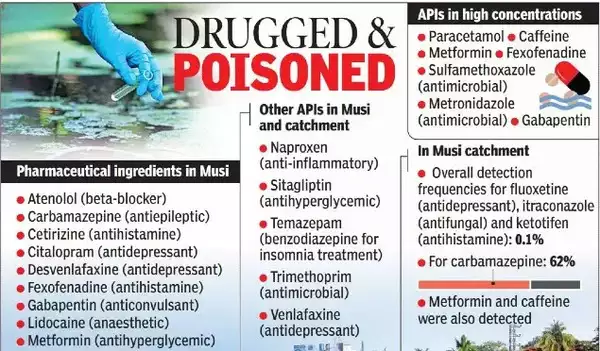 DRUGGED &
POISONED
Pharmaceutical ingredients in Musi
Atenolol (beta-blocker)
Carbamazepine (antiepileptic)
Cetirizine (antihistamine)
Citalopram (antidepressant)
Desvenlafaxine (antidepressant)
Fexofenadine (antihistamine)
Gabapentin (anticonvulsant)
Lidocaine (anaesthetic)
Metformin (antihyperglycemic)
Other APIs in Musi
and catchment
Naproxen
(anti-inflammatory)
Sitagliptin
(antihyperglycemic)
Temazepam
(benzodiazepine for
insomnia treatment)
Trimethoprim
(antimicrobial)
Venlafaxine
(antidepressant)
APIs in high concentrations
Paracetamol • Caffeine
Metformin • Fexofenadine
Sulfamethoxazole
(antimicrobial)
Metronidazole
(antimicrobial) • Gabapentin
In Musi catchment
Overall detection
frequencies for fluoxetine
(antidepressant), itraconazole
(antifungal) and ketotifen
(antihistamine): 0.1%
For carbamazepine: 62%
Metformin and caffeine
were also detected